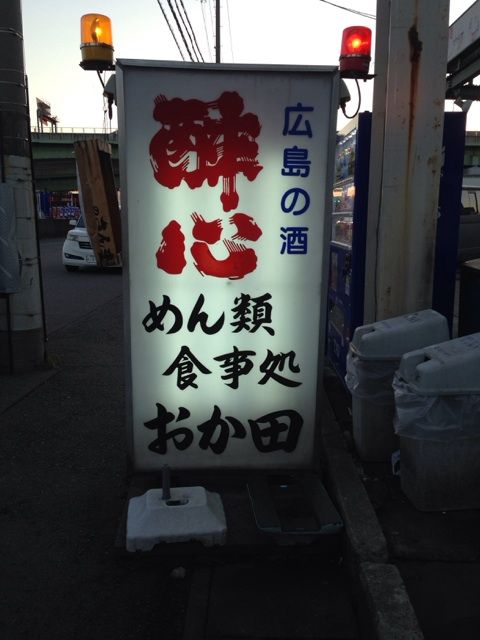 広島の酒
酔心
めん類
食事処
おか田